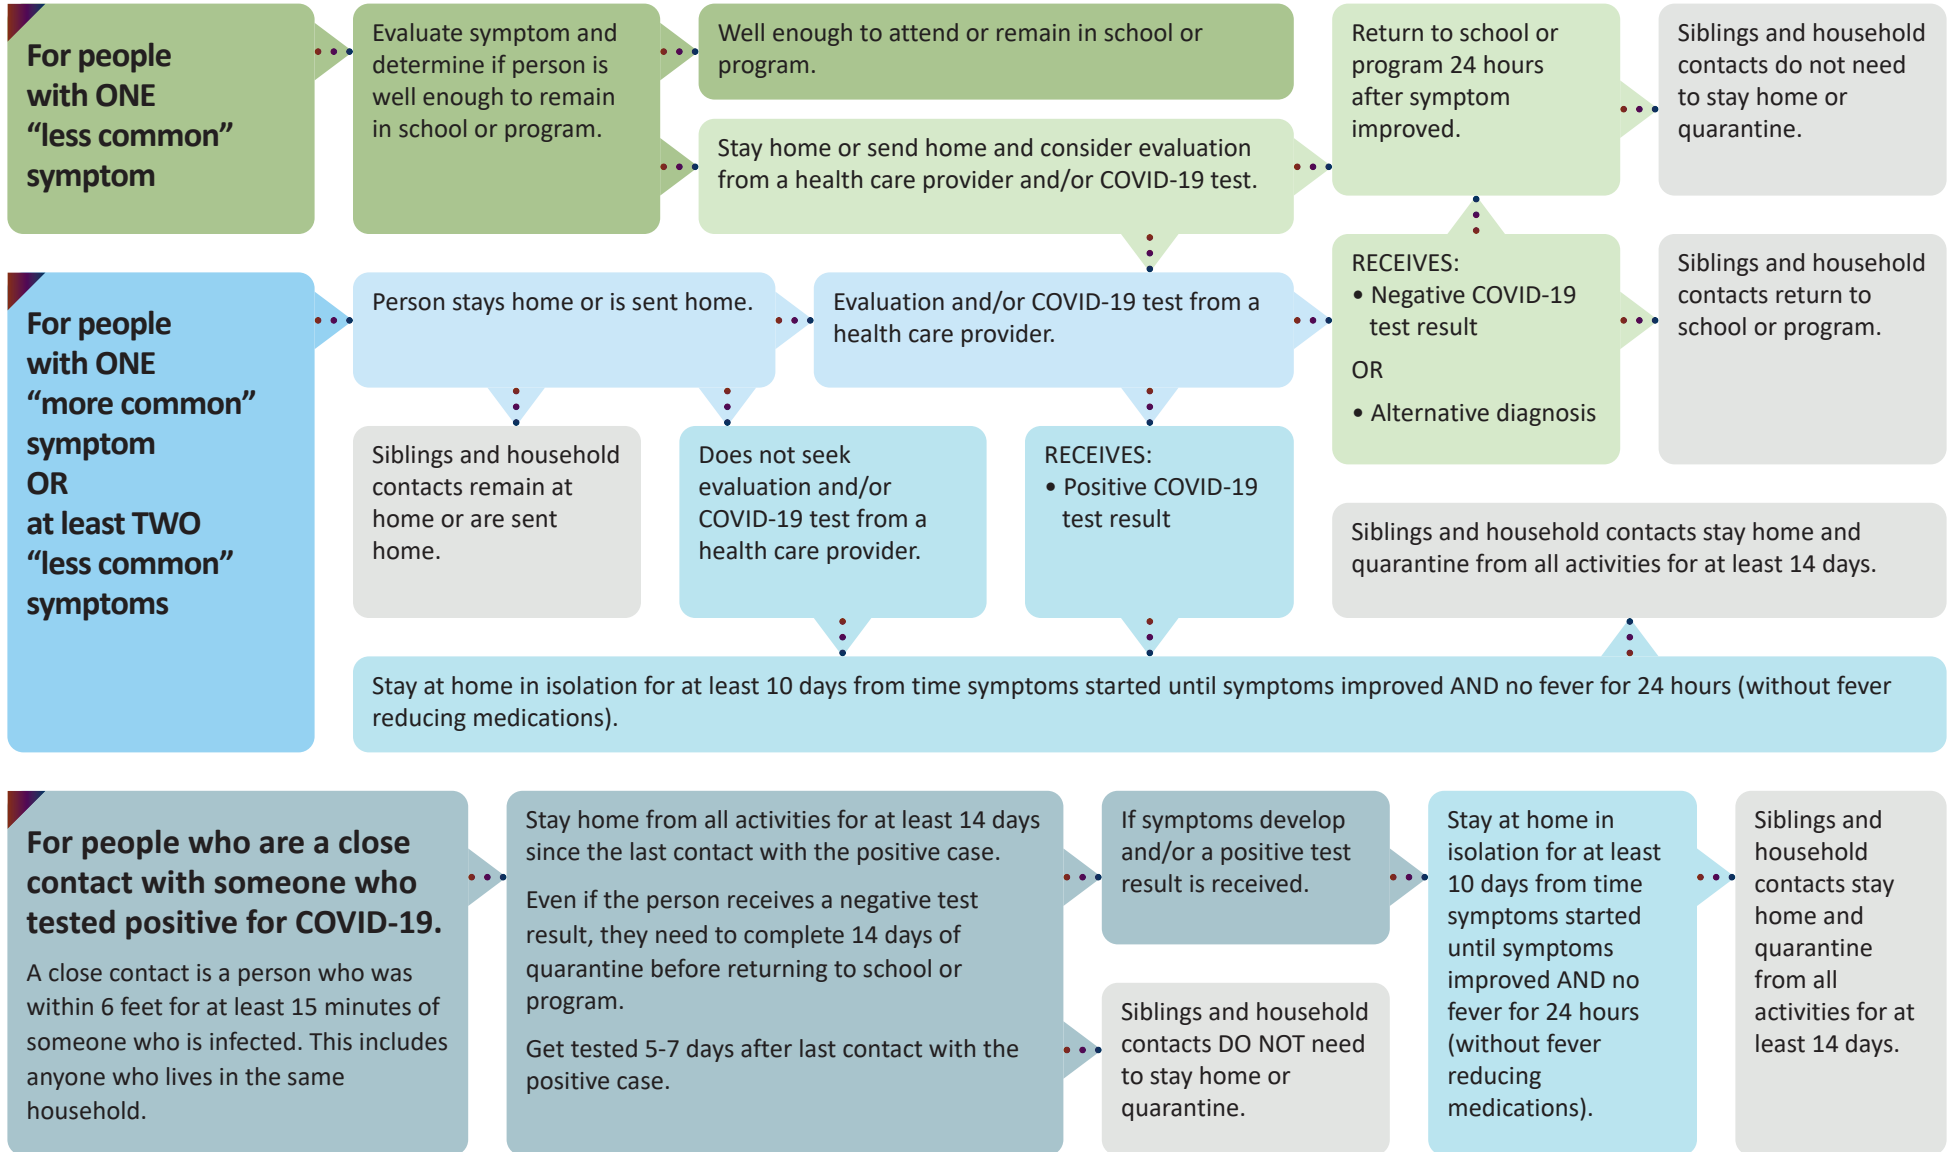 For people
with ONE
“less common”
symptom
Evaluate symptom and
determine if person is
well enough to remain
in school or program.
Well enough to attend or remain in school or
program.
Stay home or send home and consider evaluation
from a health care provider and/or COVID-19 test.
Return to school or
program 24 hours
after symptom
improved.
Siblings and household
contacts do not need
to stay home or
quarantine.
For people
with ONE
“more common”
symptom
OR
at least TWO
“less common”
symptoms
Person stays home or is sent home.
Evaluation and/or COVID-19 test from a
health care provider.
RECEIVES:
• Negative COVID-19
test result
OR
• Alternative diagnosis
Siblings and household
contacts return to
school or program.
Siblings and household
contacts remain at
home or are sent
home.
Does not seek
evaluation and/or
COVID-19 test from a
health care provider.
RECEIVES:
• Positive COVID-19
test result
Siblings and household contacts stay home and
quarantine from all activities for at least 14 days.
Stay at home in isolation for at least 10 days from time symptoms started until symptoms improved AND no fever for 24 hours (without fever
reducing medications).
For people who are a close
contact with someone who
tested positive for COVID-19.
A close contact is a person who was
within 6 feet for at least 15 minutes of
someone who is infected. This includes
anyone who lives in the same
household.
Stay home from all activities for at least 14 days
since the last contact with the positive case.
Even if the person receives a negative test
result, they need to complete 14 days of
quarantine before returning to school or
program.
Get tested 5-7 days after last contact with the
positive case.
If symptoms develop
and/or a positive test
result is received.
Siblings and household
contacts DO NOT need
to stay home or
quarantine.
Stay at home in
isolation for at least
10 days from time
symptoms started
until symptoms
improved AND no
fever for 24 hours
(without fever
reducing
medications).
Siblings and
household
contacts stay
home and
quarantine
from all
activities for at
least 14 days.